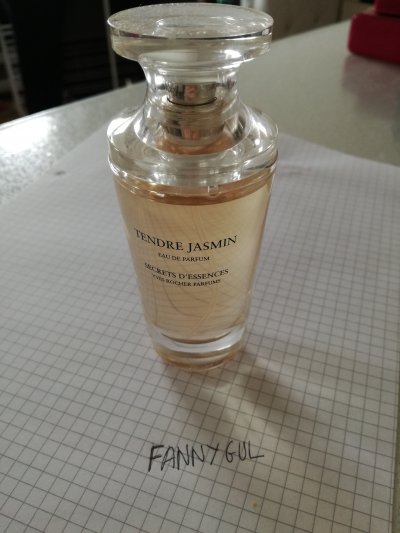 TENDRE JASMIN
EAU DE PARFUM
SECRETS D'ESSENCES
YVES ROCHER PARFUMS
FANNYGUL